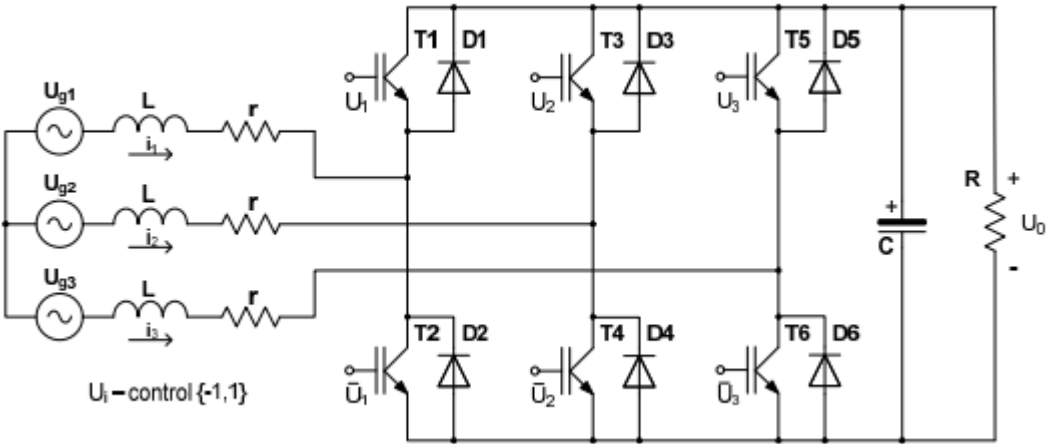 T1 D1 T3 D3 T5 D5
U₁ U₂ U₃
Ug1 L r
i₁
Ug2 L r
i₂
Ug3 L r
i₃
R +
+ U₀
C
-
T2 D2 T4 D4 T6 D6
Ū₁ Ū₂ Ū₃
Uᵢ – control {-1,1}